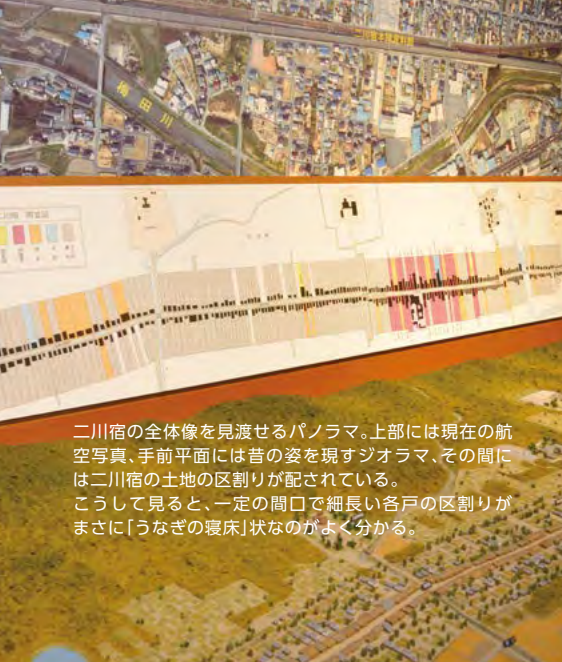 梅田川
二川宿の全体像を見渡せるパノラマ。上部には現在の航
空写真、手前平面には昔の姿を現すジオラマ、その間に
は二川宿の土地の区割りが配されている。
こうして見ると、一定の間口で細長い各戸の区割りが
まさに「うなぎの寝床」状なのがよく分かる。